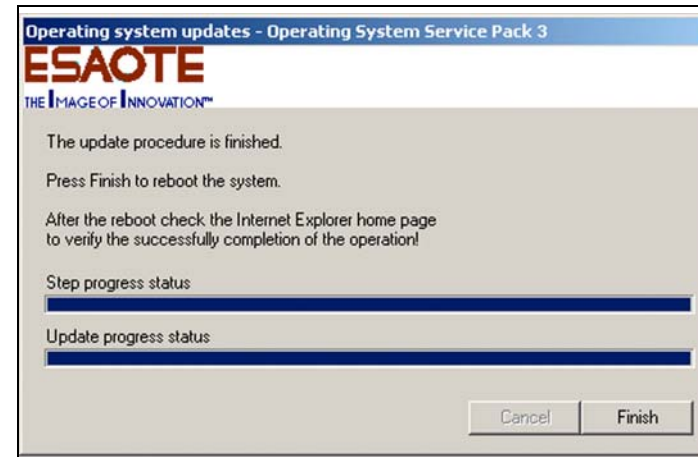 Operating system updates - Operating System Service Pack 3
ESAOTE
THE IMAGE OF INNOVATION™
The update procedure is finished.
Press Finish to reboot the system.
After the reboot check the Internet Explorer home page
to verify the successfully completion of the operation!
Step progress status
Update progress status
Cancel
Finish